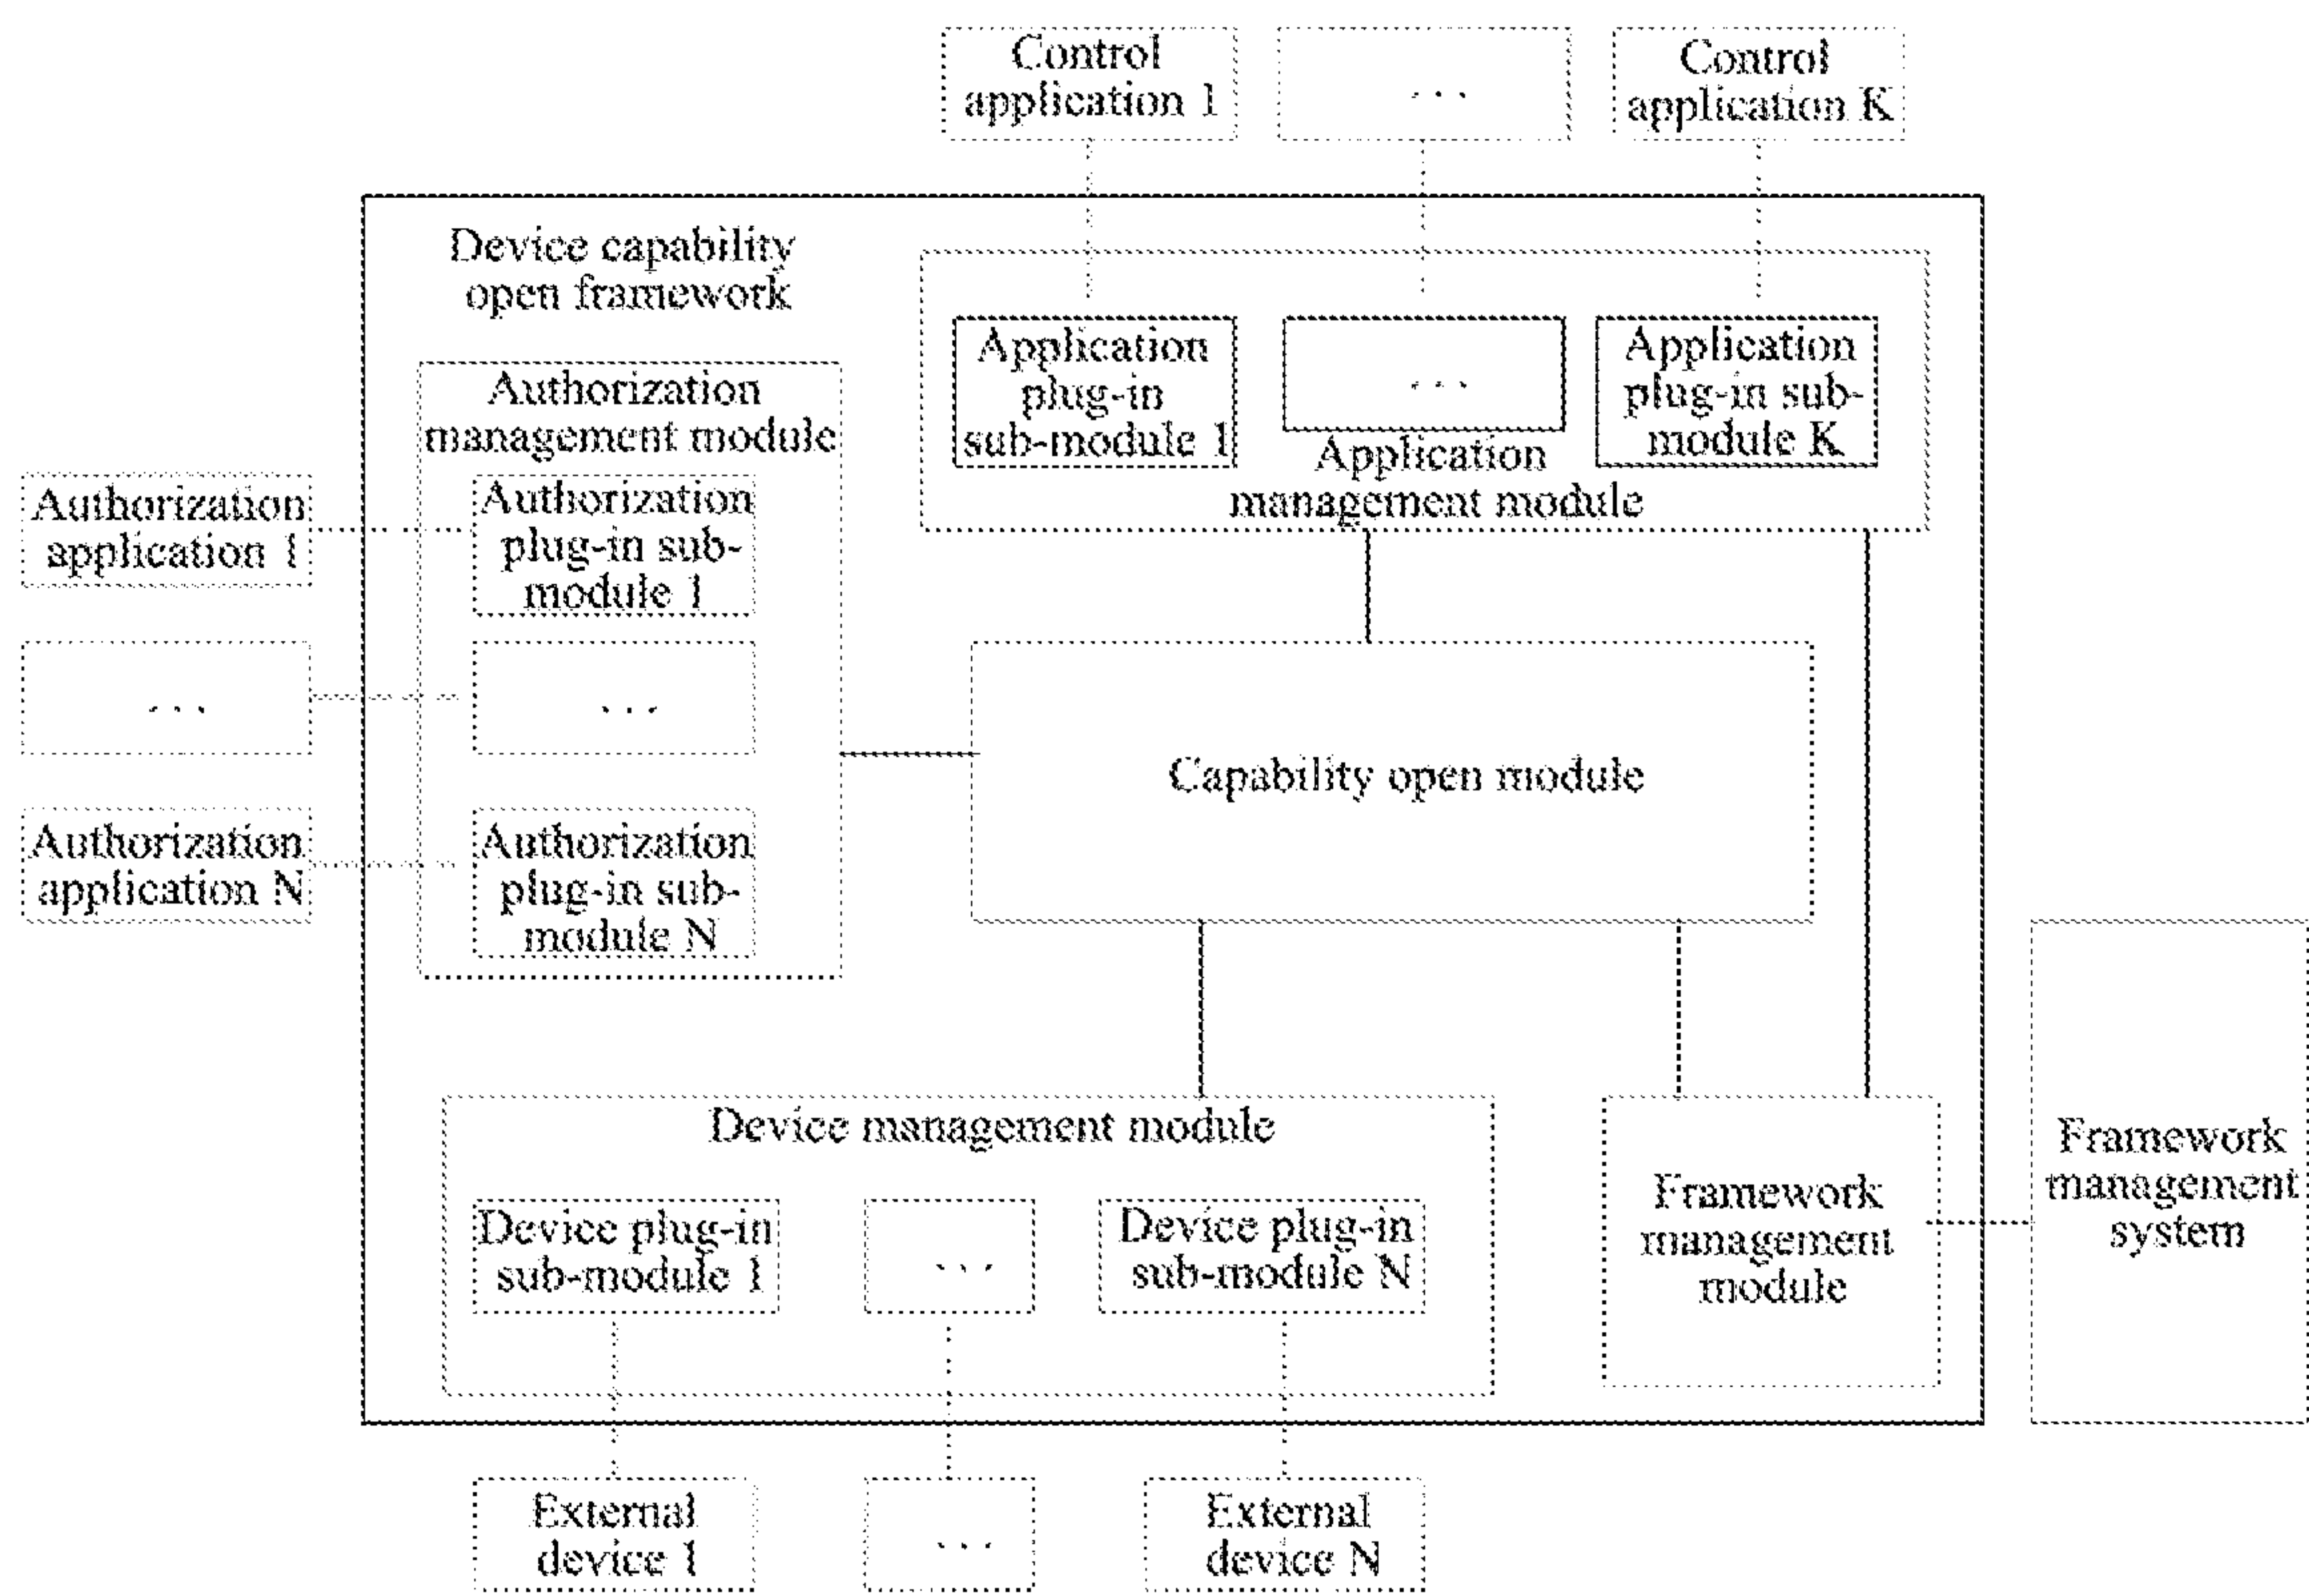 Control
application 1
...
Control
application K
Device capability
open framework
Application
plug-in
sub-module 1
...
Application
plug-in sub-
module K
Application
management module
Authorization
management module
Authorization
application 1
Authorization
plug-in sub-
module 1
...
...
Authorization
application N
Authorization
plug-in sub-
module N
Capability open module
Device management module
Device plug-in
sub-module 1
...
Device plug-in
sub-module N
Framework
management
module
Framework
management
system
External
device 1
...
External
device N